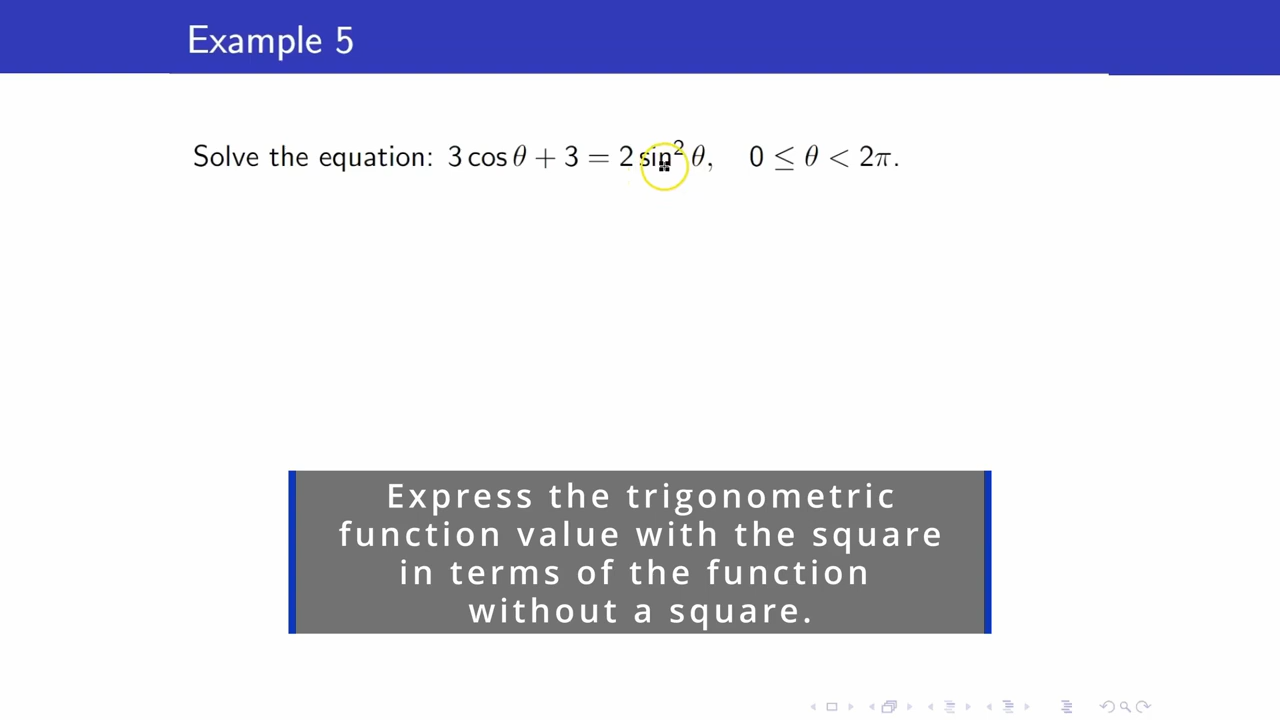 Example 5
Solve the equation: 3 cos θ + 3 = 2 sin² θ, 0 ≤ θ < 2π.
Express the trigonometric
function value with the square
in terms of the function
without a square.